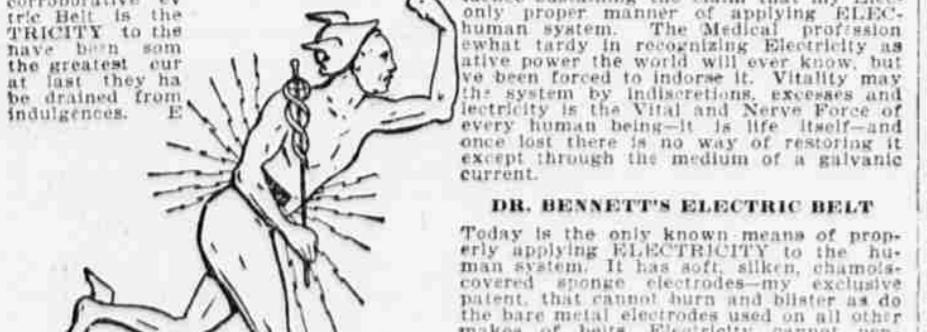 corroborative ev
tric Belt is the
TRICITY to the
have been som
the greatest cur
at last they ha
be drained from
indulgences. E
only proper manner of applying ELEC-
human system. The Medical profession
ewhat tardy in recognizing Electricity as
ative power the world will ever know, but
ve been forced to indorse it. Vitality may
the system by indiscretions, excesses and
lectricity is the Vital and Nerve Force of
every human being—it is life itself—and
once lost there is no way of restoring it
except through the medium of a galvanic
current.
DR. BENNETT'S ELECTRIC BELT
Today is the only known means of prop-
erly applying ELECTRICITY to the hu-
man system. It has soft, silken, chamois-
covered sponge electrodes—my exclusive
patent, that cannot burn and blister as do
the bare metal electrodes used on all other
makes of belts. Electricity cannot